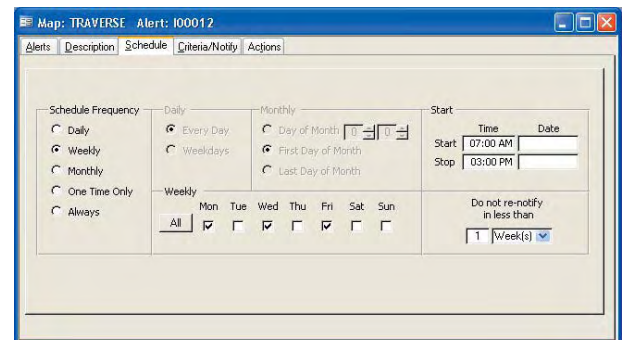 Map: TRAVERSE Alert: I00012
Alerts Description Schedule Criteria/Notify Actions
Schedule Frequency
Daily
Weekly
Monthly
One Time Only
Always
Daily
Every Day
Weekdays
Monthly
Day of Month 0 0
First Day of Month
Last Day of Month
Start
Time Date
Start 07:00 AM
Stop 03:00 PM
Weekly
Mon Tue Wed Thu Fri Sat Sun
All
Do not re-notify
in less than
1 Week(s)